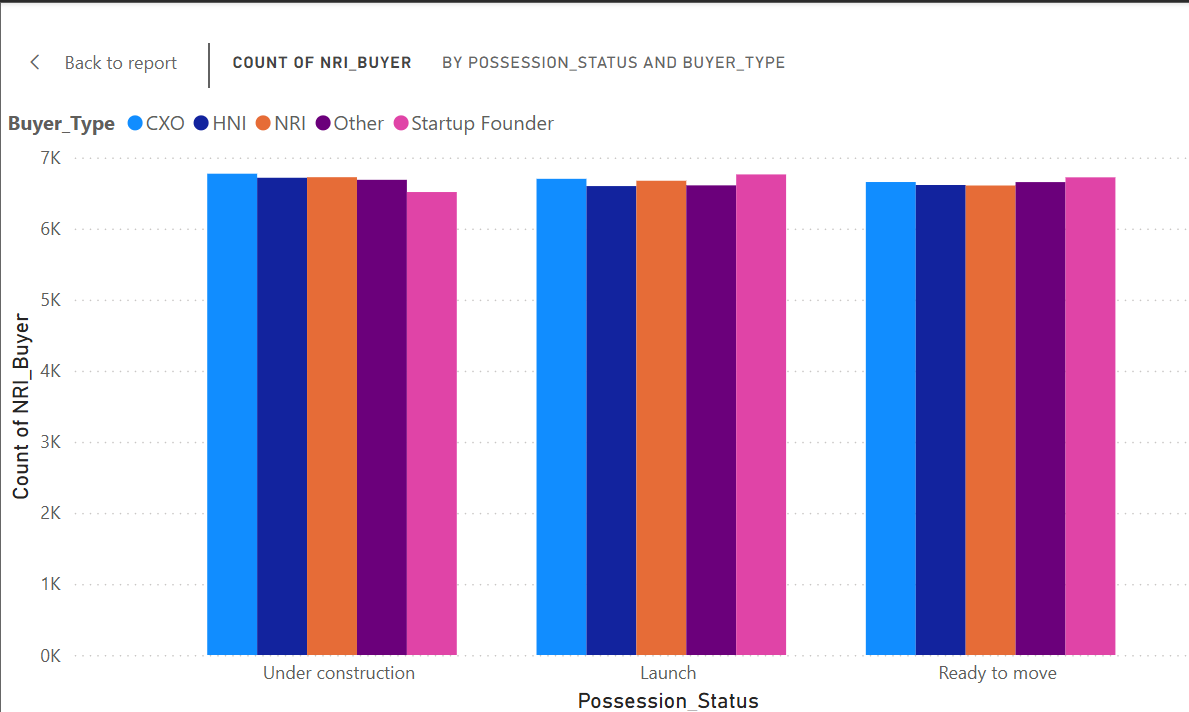 Back to report
COUNT OF NRI_BUYER BY POSSESSION_STATUS AND BUYER_TYPE
Buyer_Type CXO HNI NRI Other Startup Founder
7K
6K
5K
4K
3K
2K
1K
0K
Count of NRI_Buyer
Under construction Launch Ready to move
Possession_Status